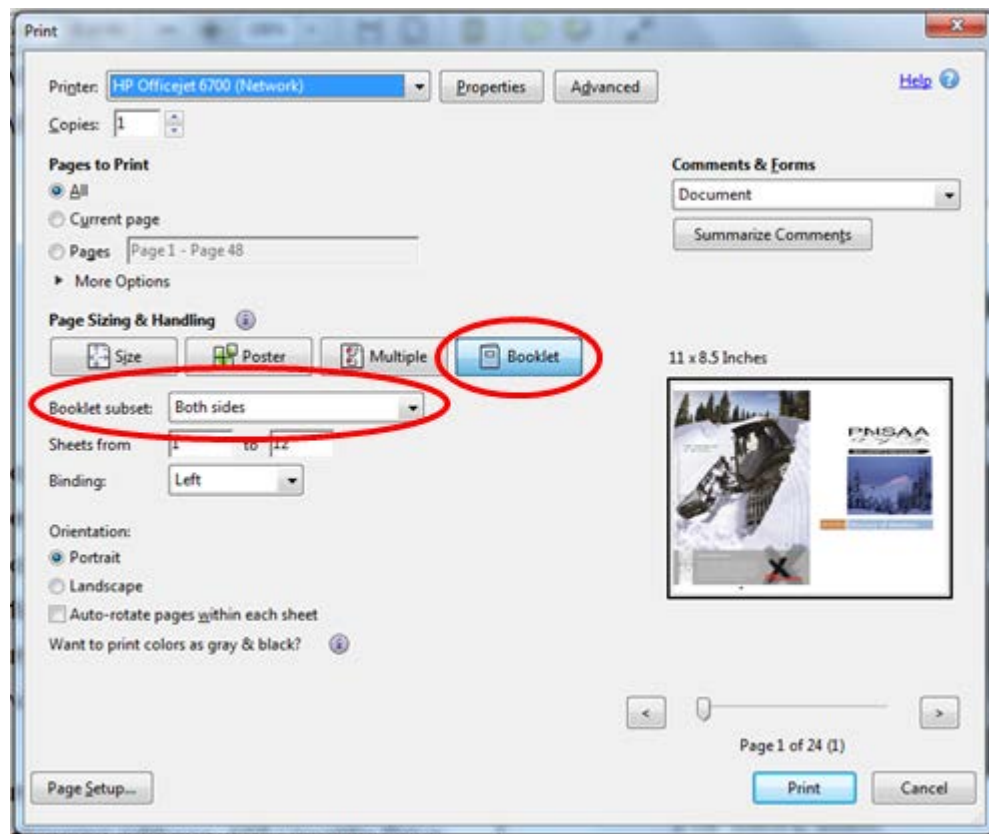 Print
Printer: HP Officejet 6700 (Network) Properties Advanced Help
Copies: 1
Pages to Print
All
Current page
Pages Page 1 - Page 48
More Options
Comments & Forms
Document
Summarize Comments
Page Sizing & Handling
Size Poster Multiple Booklet
Booklet subset: Both sides
Sheets from 1 to 12
Binding: Left
Orientation:
Portrait
Landscape
Auto-rotate pages within each sheet
Want to print colors as gray & black?
11 x 8.5 Inches
PNSAA
X
< >
Page 1 of 24 (1)
Page Setup... Print Cancel